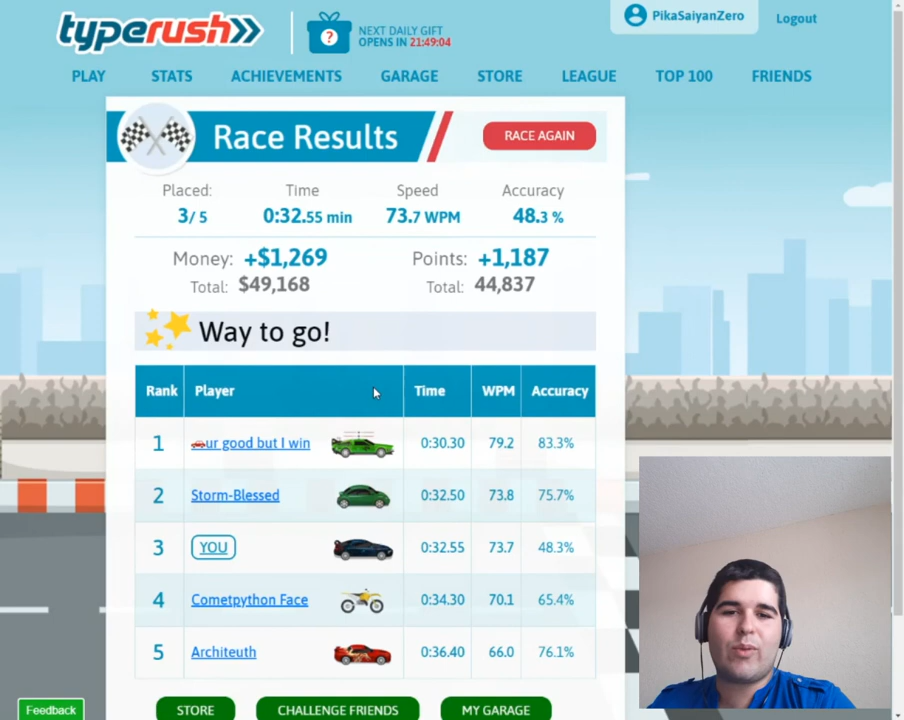 typerush>>
?
NEXT DAILY GIFT
OPENS IN 21:49:04
PikaSaiyanZero
Logout
PLAY STATS ACHIEVEMENTS GARAGE STORE LEAGUE TOP 100 FRIENDS
Race Results
RACE AGAIN
Placed: Time Speed Accuracy
3/ 5 0:32.55 min 73.7 WPM 48.3 %
Money: +$1,269 Points: +1,187
Total: $49,168 Total: 44,837
Way to go!
Rank Player Time WPM Accuracy
1 ur good but I win 0:30.30 79.2 83.3%
2 Storm-Blessed 0:32.50 73.8 75.7%
3 YOU 0:32.55 73.7 48.3%
4 Cometpython Face 0:34.30 70.1 65.4%
5 Architeuth 0:36.40 66.0 76.1%
STORE CHALLENGE FRIENDS MY GARAGE
Feedback